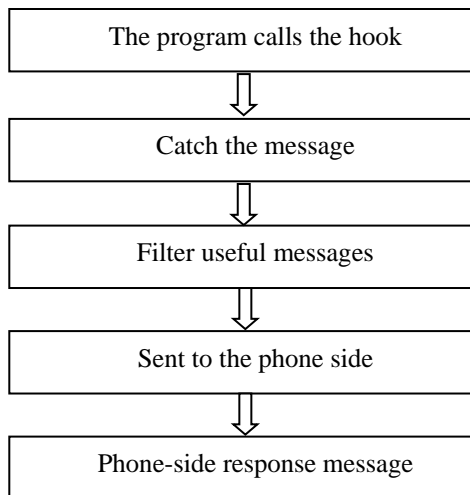 The program calls the hook
Catch the message
Filter useful messages
Sent to the phone side
Phone-side response message